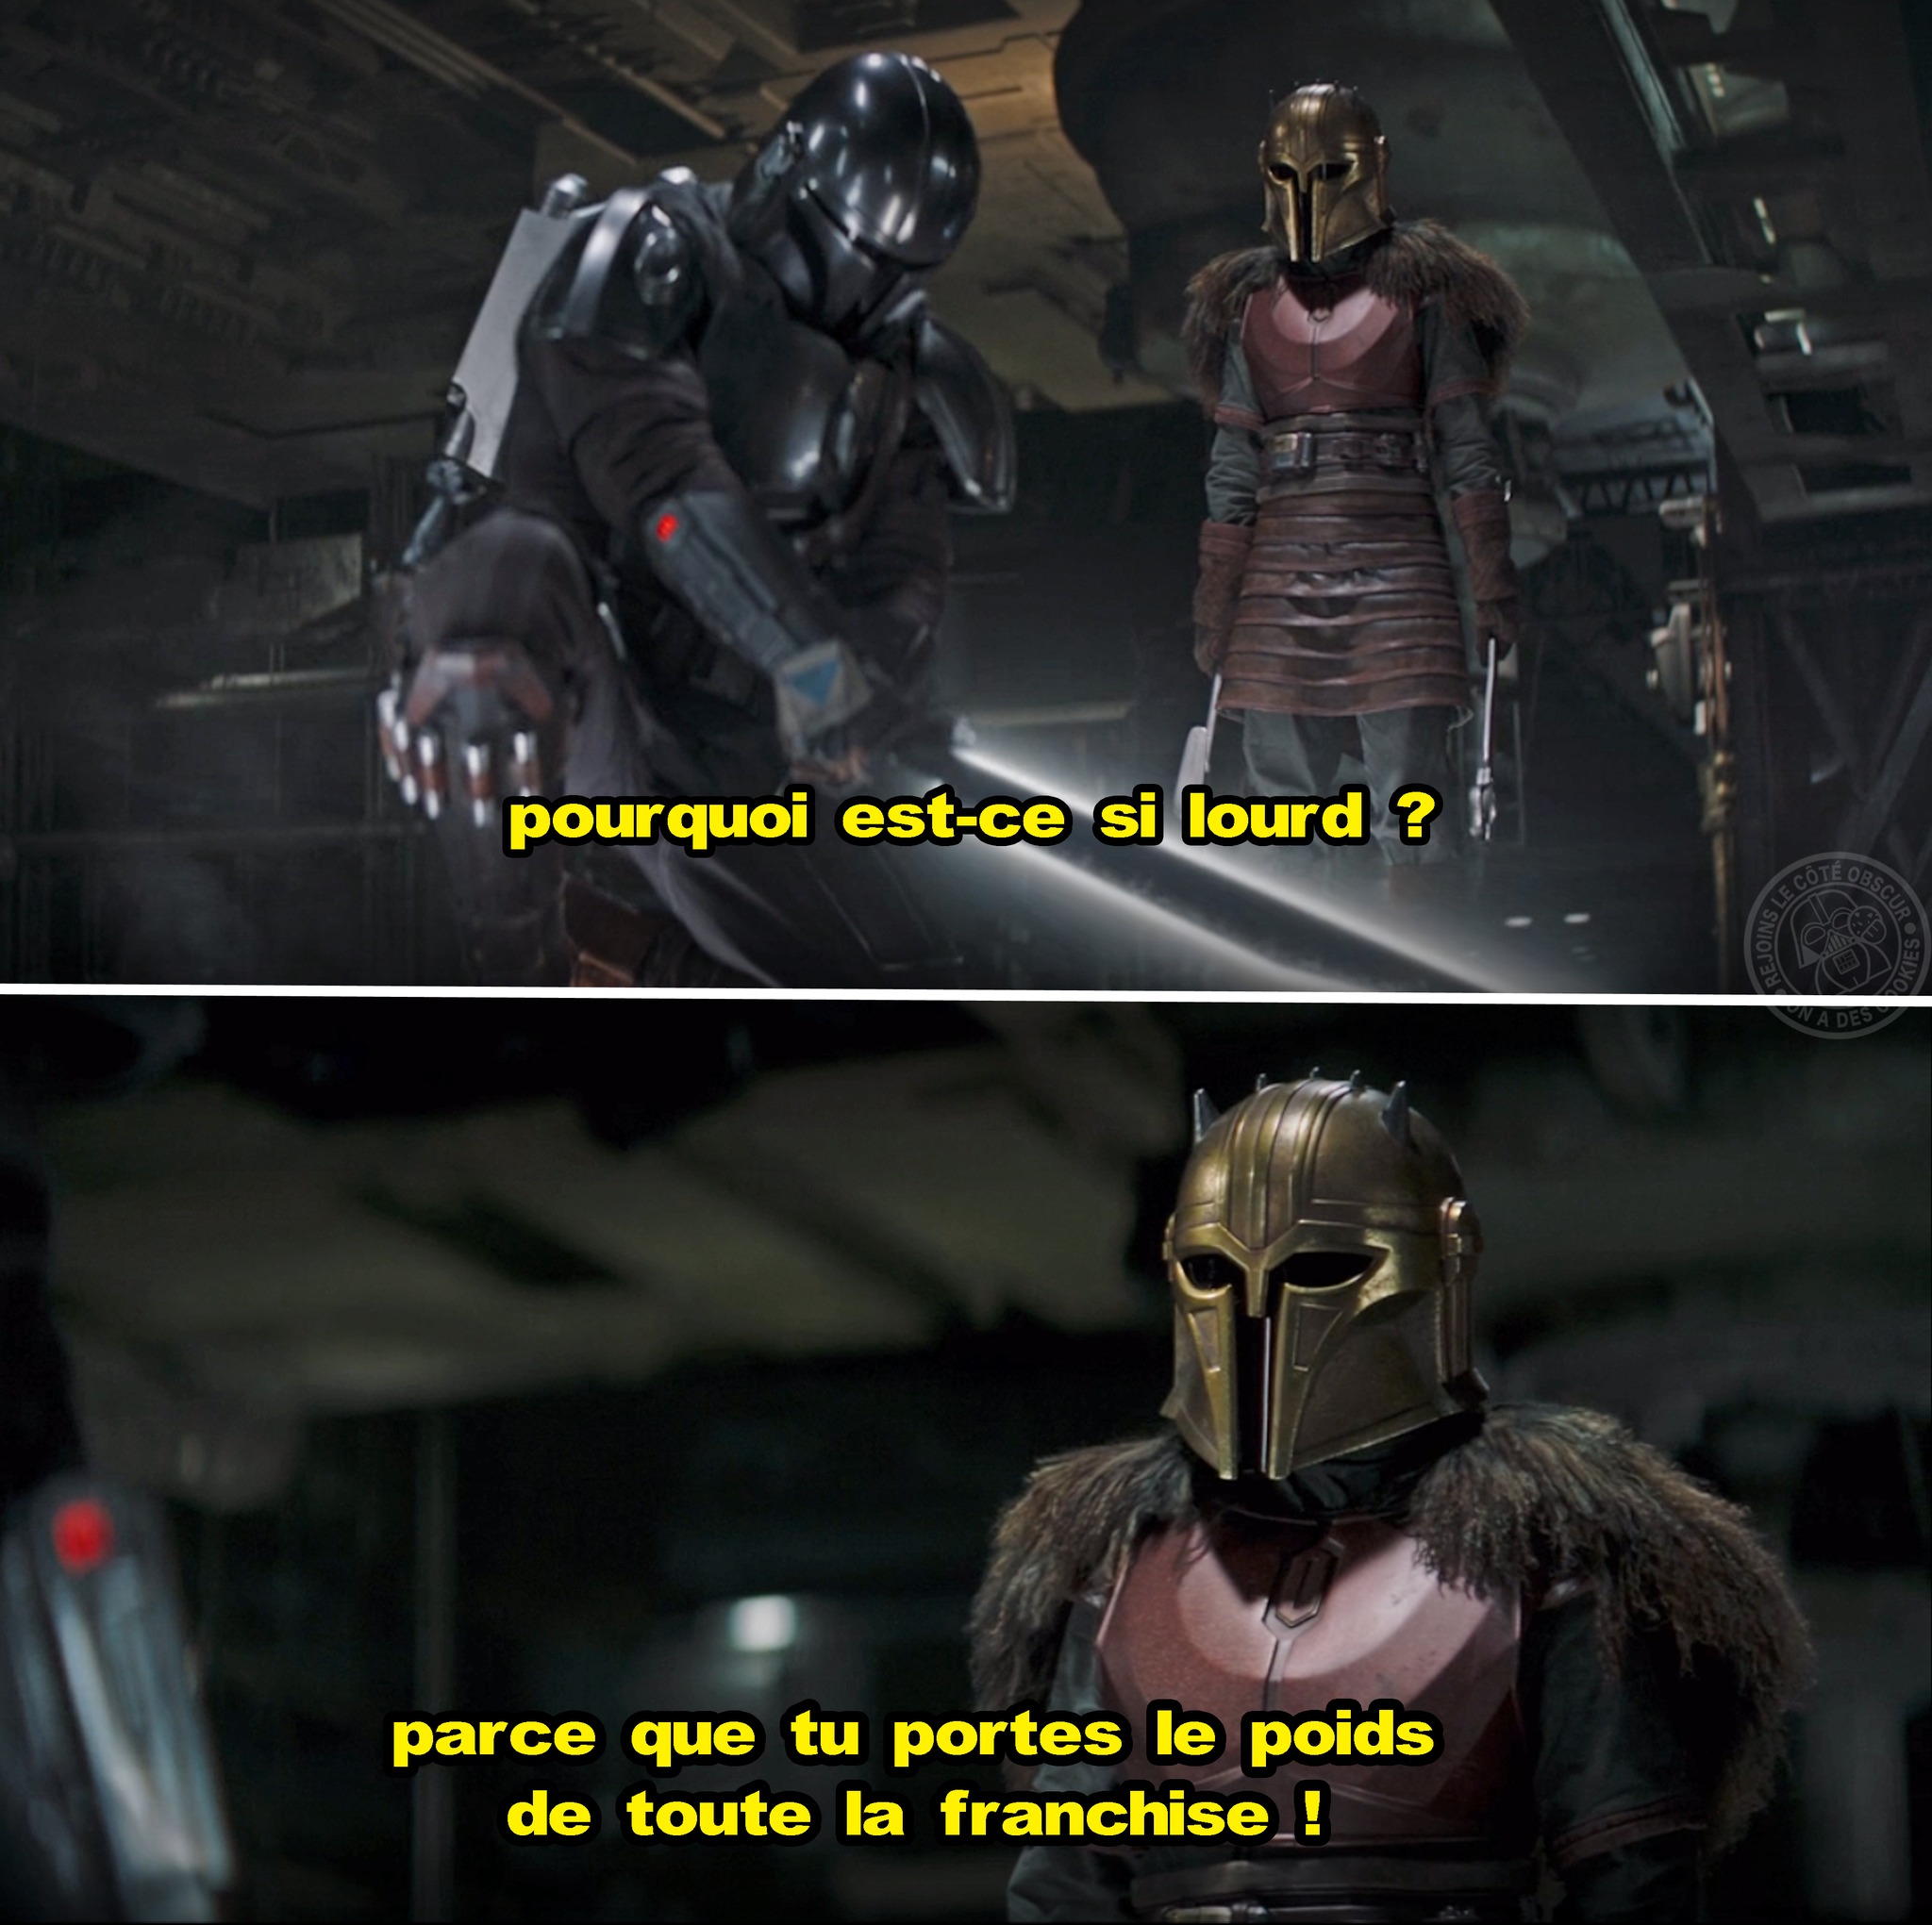 pourquoi est-ce si lourd ?
REJOINS LE CÔTÉ OBSCUR
ON A DES COOKIES
parce que tu portes le poids
de toute la franchise !